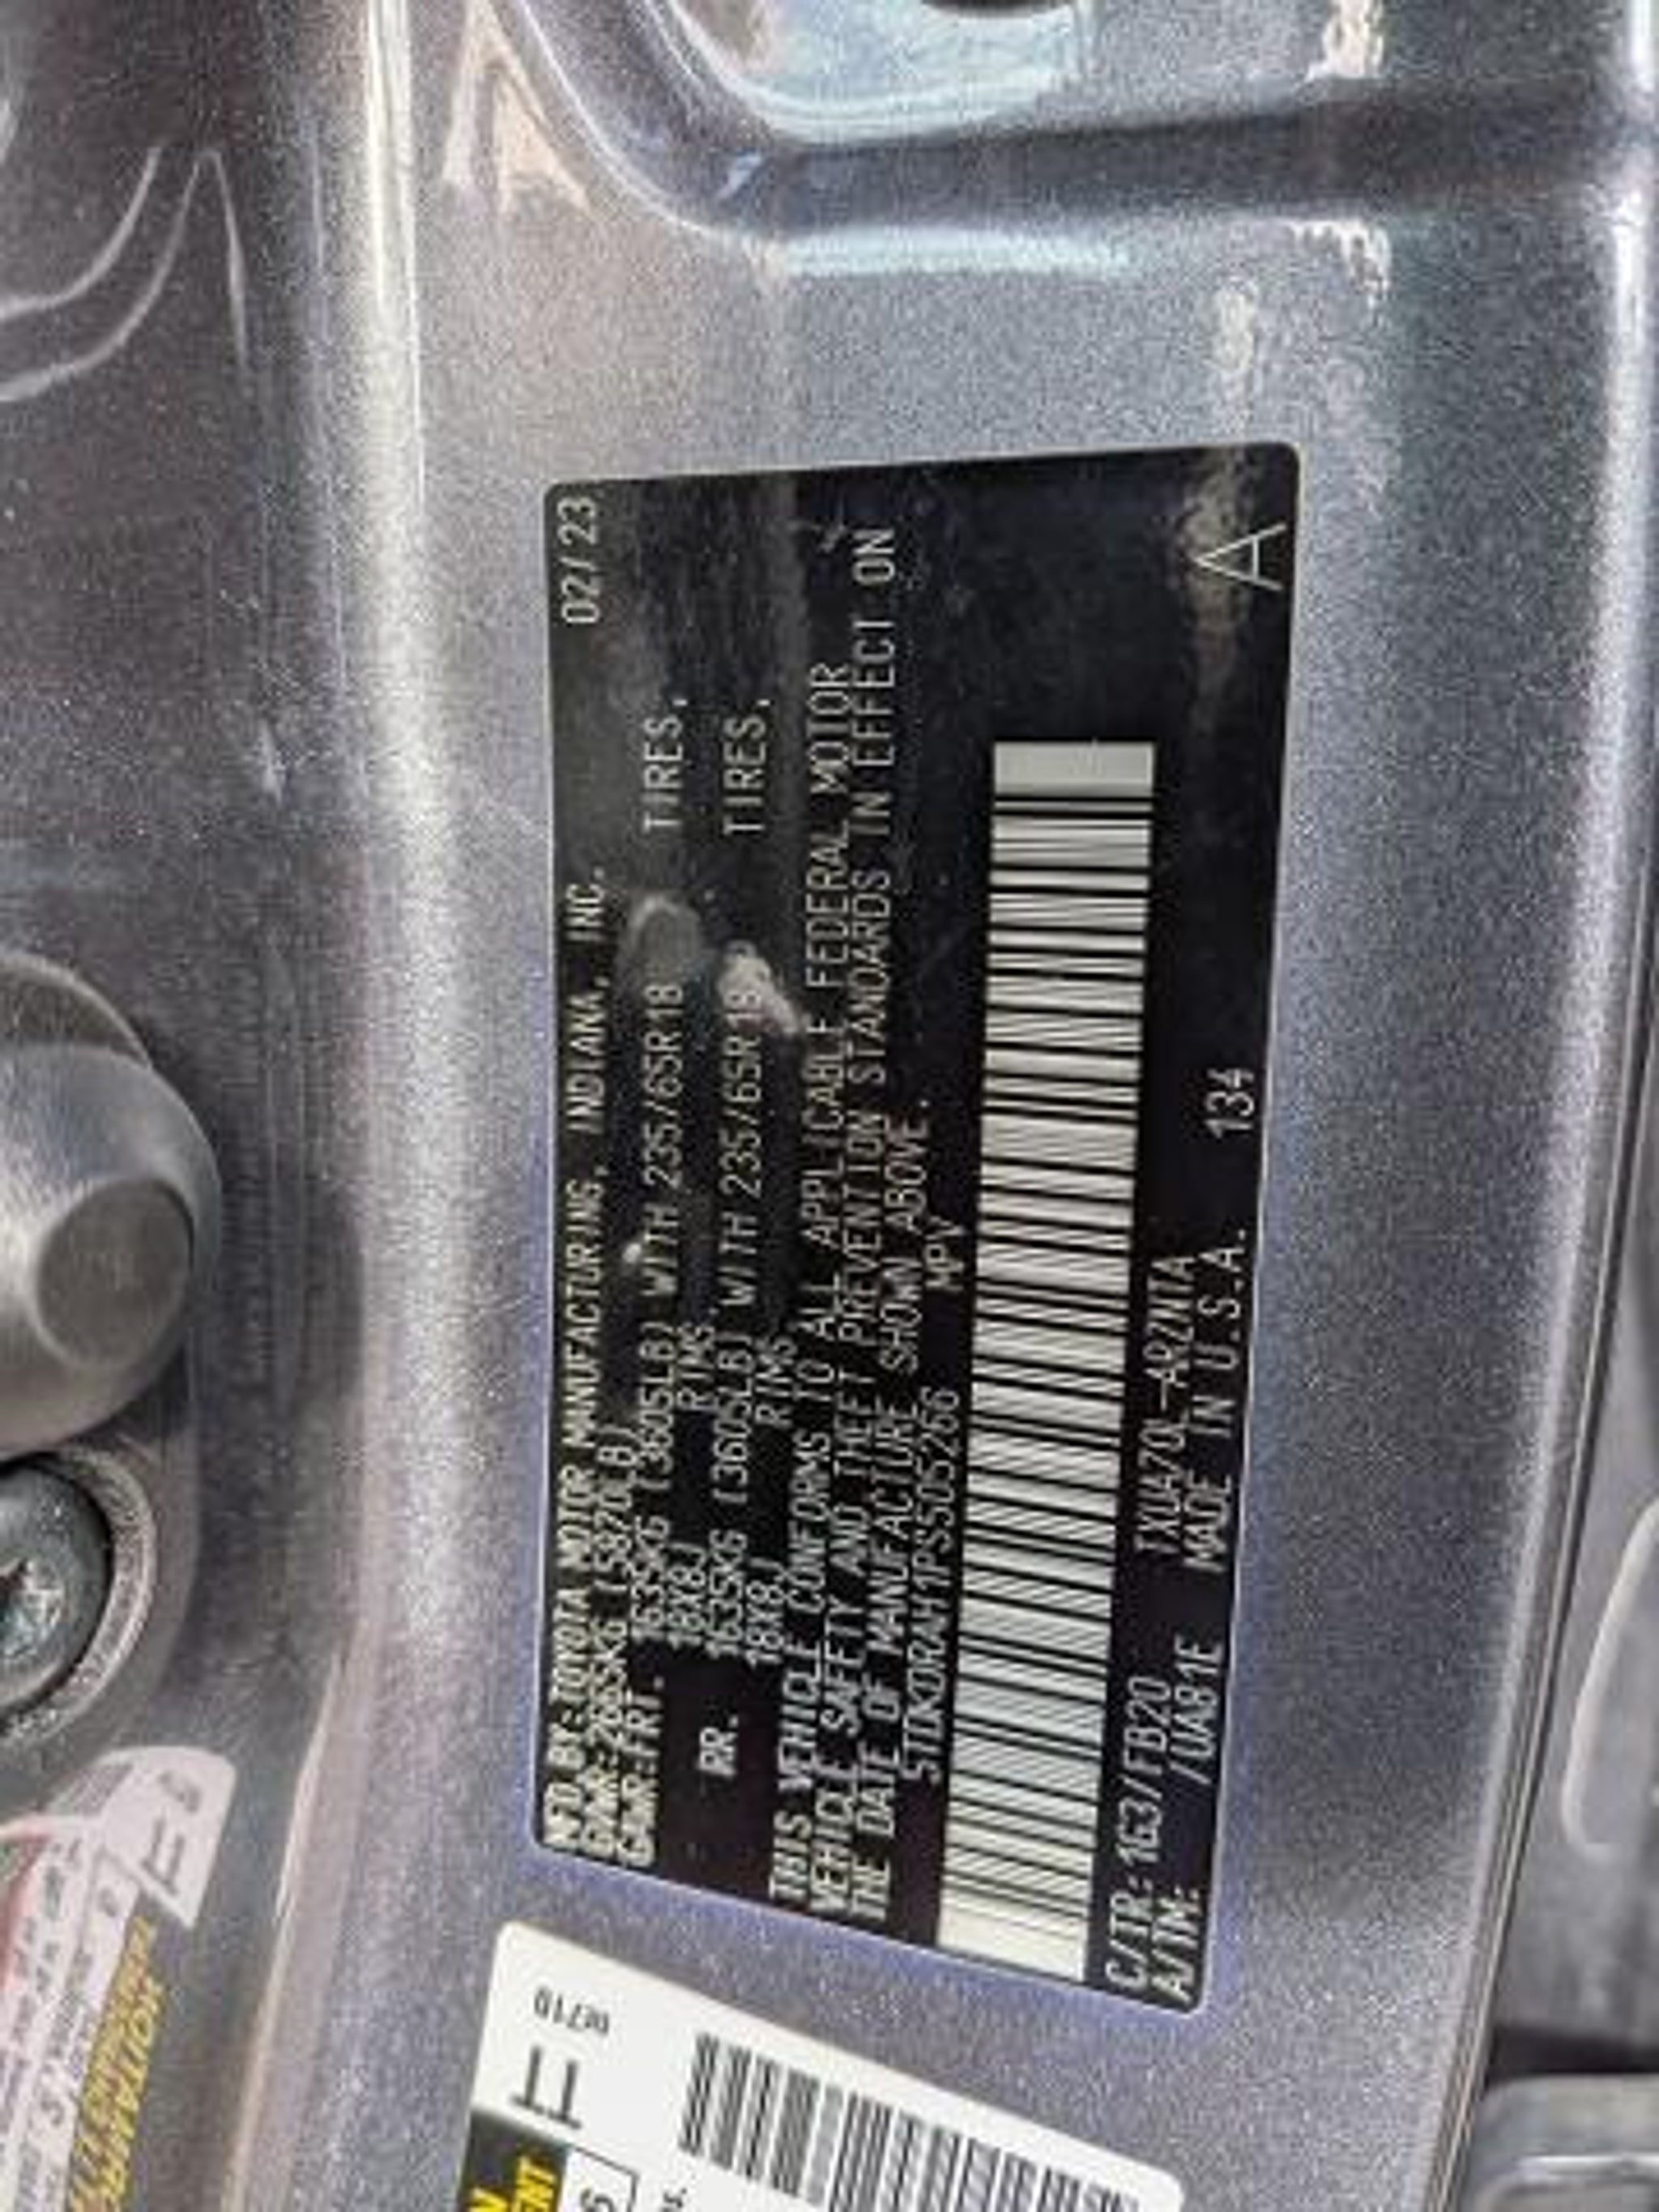 MFD BY:TOYOTA MOTOR MANUFACTURING, INDIANA, INC. 02/23
GVWR:2655KG (5820LB)
GAWR:FRT. 1635KG (3605LB) WITH 235/65R18 TIRES,
18X8J RIMS,
RR. 1635KG (3605LB) WITH 235/65R18 TIRES,
18X8J RIMS
THIS VEHICLE CONFORMS TO ALL APPLICABLE FEDERAL MOTOR
VEHICLE SAFETY AND THEFT PREVENTION STANDARDS IN EFFECT ON
THE DATE OF MANUFACTURE SHOWN ABOVE.
5TDKDRAH1PS505266 MPV
C/TR:1G3/FB20 TXUA70L-ARZNTA
A/TM: /UA81E MADE IN U.S.A. 134
A
TT